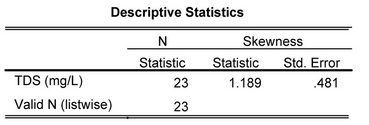 Descriptive Statistics
N Skewness
Statistic Statistic Std. Error
TDS (mg/L) 23 1.189 .481
Valid N (listwise) 23